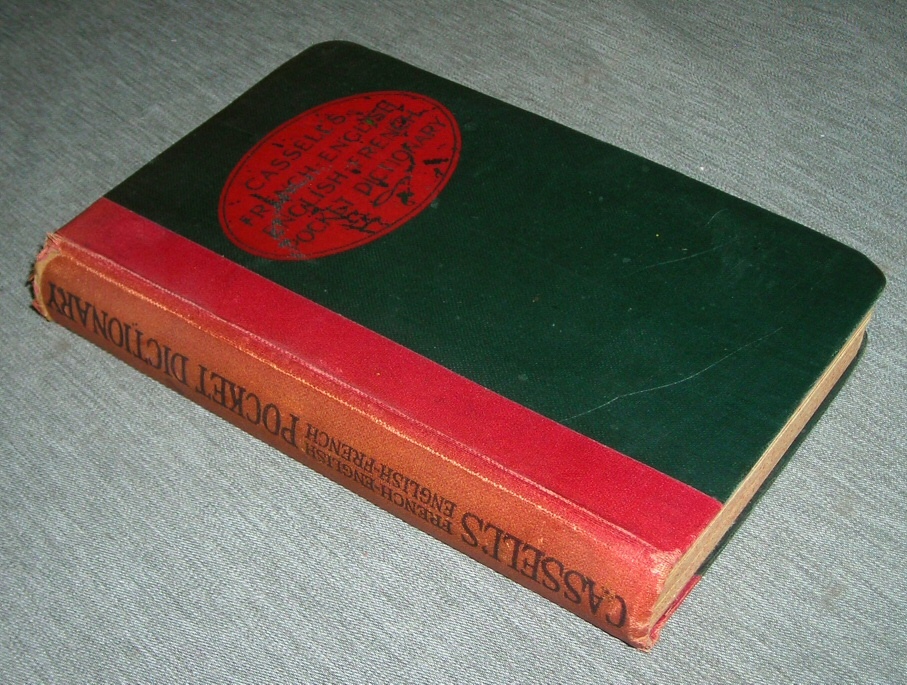 CASSELL'S
FRENCH-ENGLISH
ENGLISH-FRENCH
POCKET DICTIONARY
CASSELL'S FRENCH-ENGLISH ENGLISH-FRENCH POCKET DICTIONARY